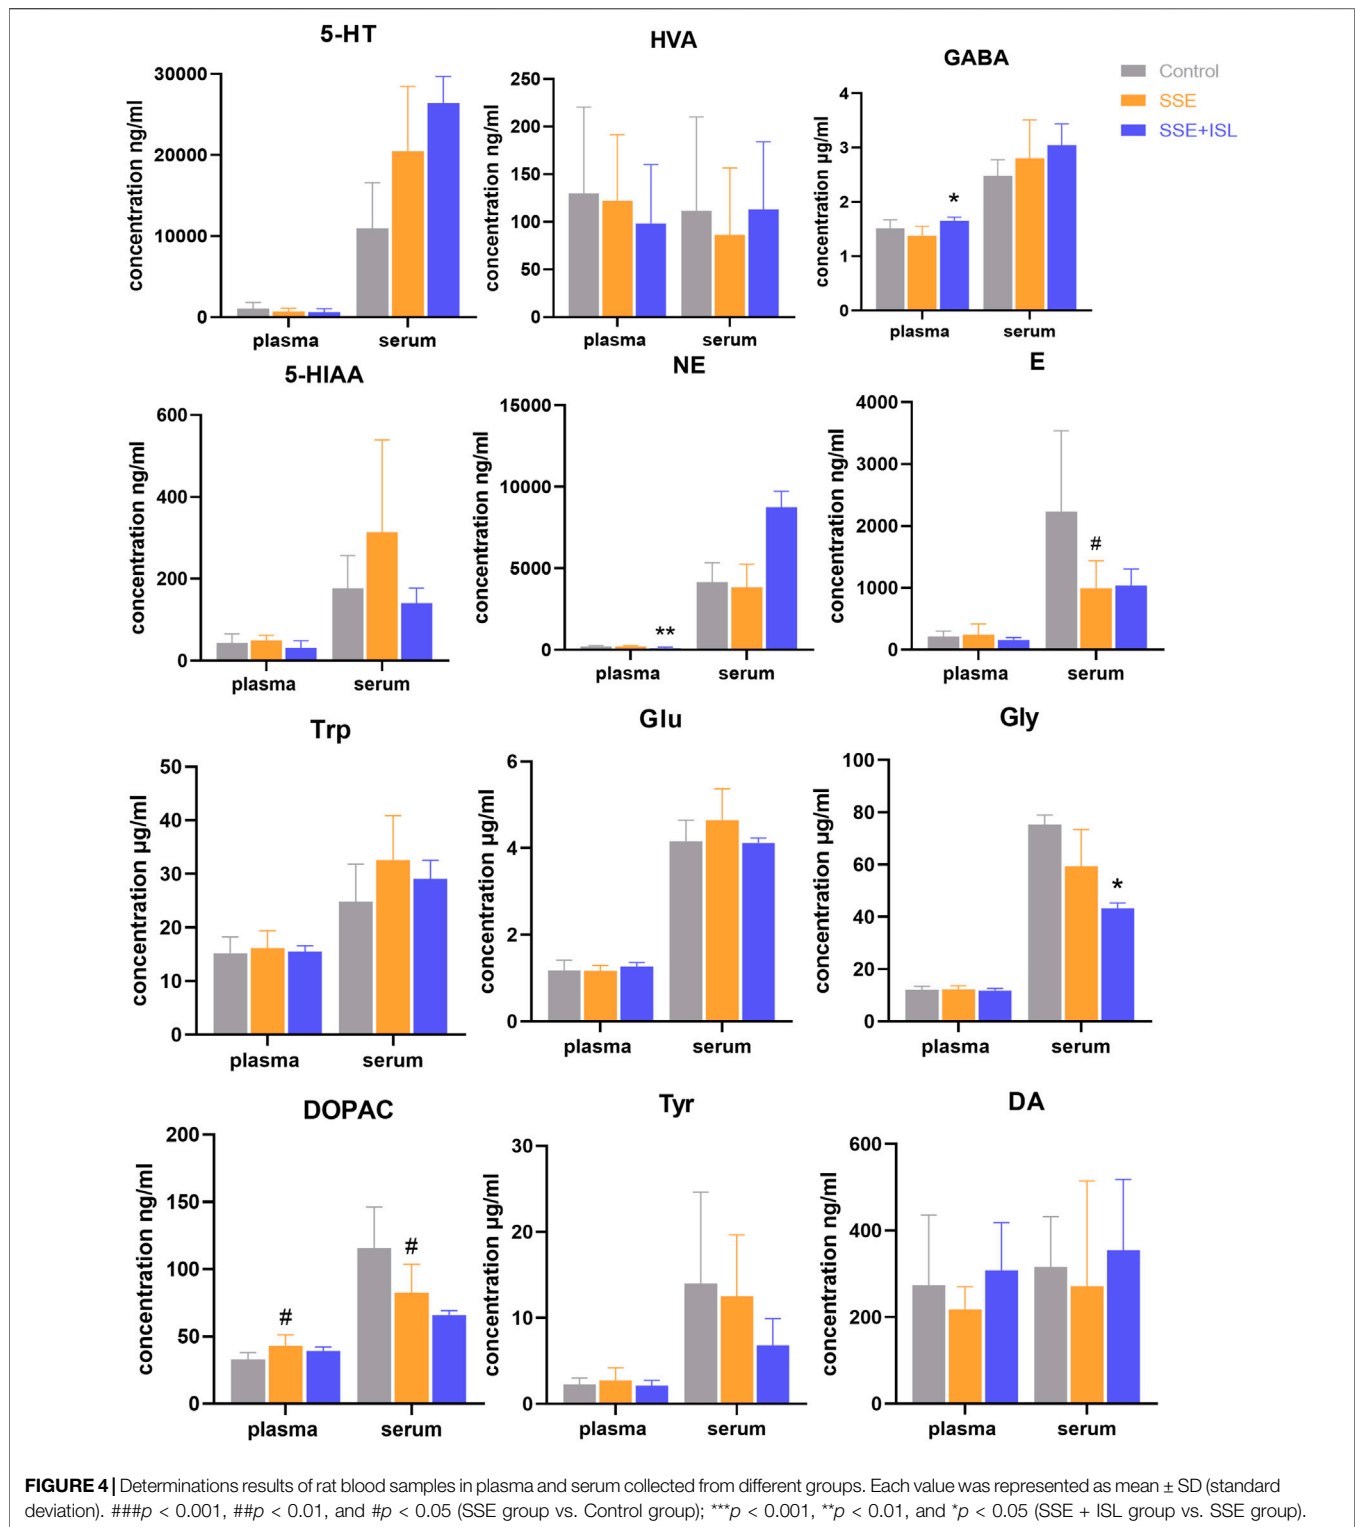 5-HT
concentration ng/ml
30000
20000
10000
0
plasma
serum
HVA
concentration ng/ml
250
200
150
100
50
0
plasma
serum
GABA
concentration µg/ml
4
3
2
1
0
*
plasma
serum
Control
SSE
SSE+ISL
5-HIAA
concentration ng/ml
600
400
200
0
plasma
serum
NE
concentration ng/ml
15000
10000
5000
0
**
plasma
serum
E
concentration ng/ml
4000
3000
2000
1000
0
#
plasma
serum
Trp
concentration µg/ml
50
40
30
20
10
0
plasma
serum
Glu
concentration µg/ml
6
4
2
0
plasma
serum
Gly
concentration µg/ml
100
80
60
40
20
0
*
plasma
serum
DOPAC
concentration ng/ml
200
150
100
50
0
#
#
plasma
serum
Tyr
concentration µg/ml
30
20
10
0
plasma
serum
DA
concentration ng/ml
600
400
200
0
plasma
serum
FIGURE 4 | Determinations results of rat blood samples in plasma and serum collected from different groups. Each value was represented as mean ± SD (standard
deviation). ###p < 0.001, ##p < 0.01, and #p < 0.05 (SSE group vs. Control group); ***p < 0.001, **p < 0.01, and *p < 0.05 (SSE + ISL group vs. SSE group).